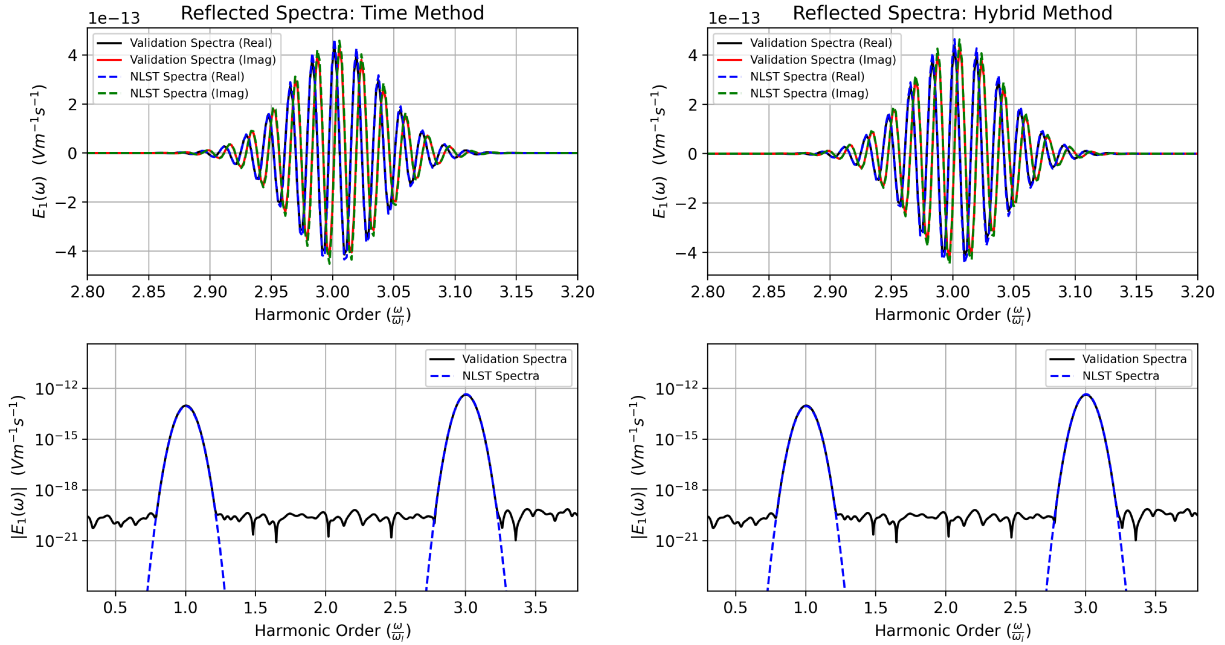 Reflected Spectra: Time Method
1e−13
Validation Spectra (Real)
Validation Spectra (Imag)
NLST Spectra (Real)
NLST Spectra (Imag)
4
2
0
−2
−4
E₁(ω) (Vm⁻¹s⁻¹)
2.80 2.85 2.90 2.95 3.00 3.05 3.10 3.15 3.20
Harmonic Order (ω/ωₗ)
Reflected Spectra: Hybrid Method
1e−13
Validation Spectra (Real)
Validation Spectra (Imag)
NLST Spectra (Real)
NLST Spectra (Imag)
4
2
0
−2
−4
E₁(ω) (Vm⁻¹s⁻¹)
2.80 2.85 2.90 2.95 3.00 3.05 3.10 3.15 3.20
Harmonic Order (ω/ωₗ)
Validation Spectra
NLST Spectra
10⁻¹²
10⁻¹⁵
10⁻¹⁸
10⁻²¹
|E₁(ω)| (Vm⁻¹s⁻¹)
0.5 1.0 1.5 2.0 2.5 3.0 3.5
Harmonic Order (ω/ωₗ)
Validation Spectra
NLST Spectra
10⁻¹²
10⁻¹⁵
10⁻¹⁸
10⁻²¹
|E₁(ω)| (Vm⁻¹s⁻¹)
0.5 1.0 1.5 2.0 2.5 3.0 3.5
Harmonic Order (ω/ωₗ)